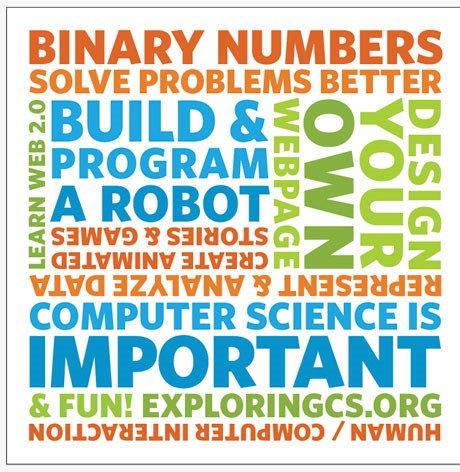 BINARY NUMBERS
SOLVE PROBLEMS BETTER
LEARN WEB 2.0
BUILD &
PROGRAM
A ROBOT
CREATE ANIMATED
STORIES & GAMES
DESIGN
YOUR
OWN
WEBPAGE
REPRESENT & ANALYZE DATA
COMPUTER SCIENCE IS
IMPORTANT
& FUN! EXPLORINGCS.ORG
HUMAN / COMPUTER INTERACTION